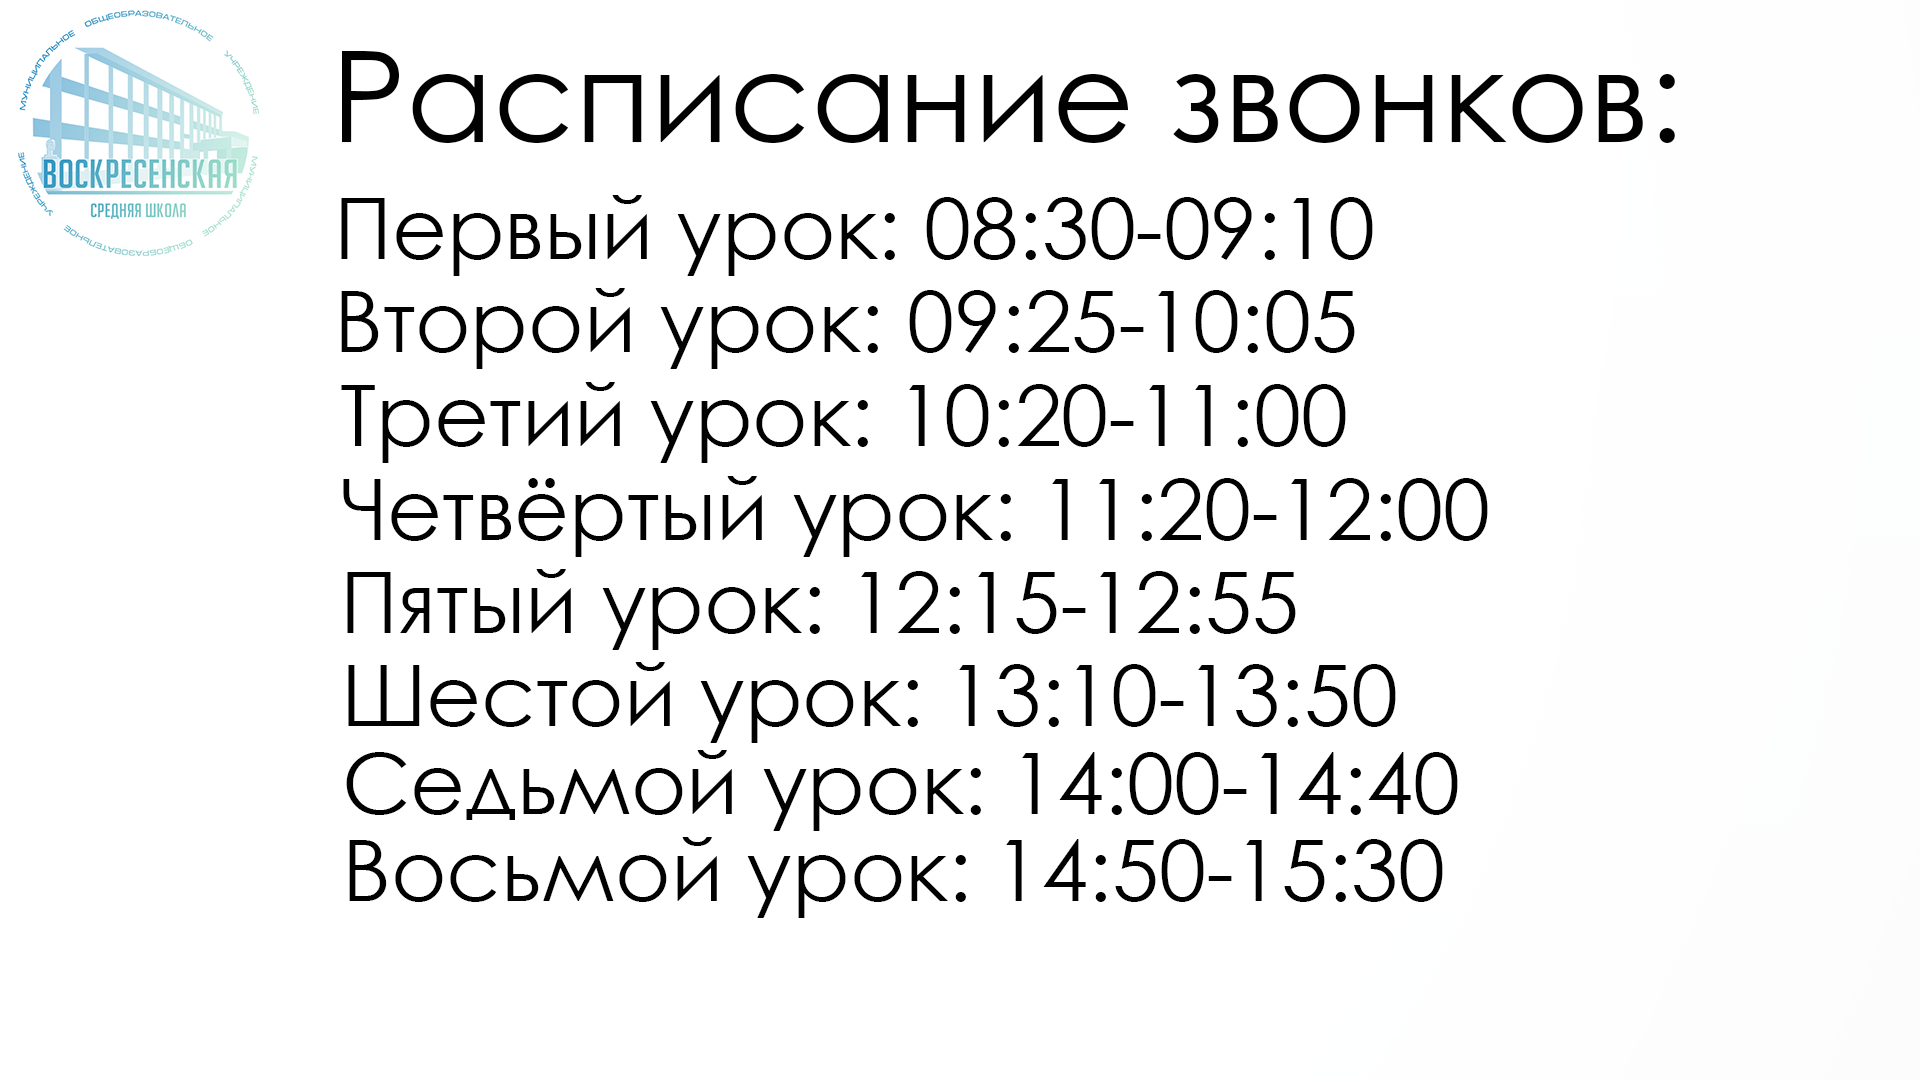 МУНИЦИПАЛЬНОЕ ОБЩЕОБРАЗОВАТЕЛЬНОЕ УЧРЕЖДЕНИЕ
МУНИЦИПАЛЬНОЕ ОБЩЕОБРАЗОВАТЕЛЬНОЕ УЧРЕЖДЕНИЕ
ВОСКРЕСЕНСКАЯ
СРЕДНЯЯ ШКОЛА
Расписание звонков:
Первый урок: 08:30-09:10
Второй урок: 09:25-10:05
Третий урок: 10:20-11:00
Четвёртый урок: 11:20-12:00
Пятый урок: 12:15-12:55
Шестой урок: 13:10-13:50
Седьмой урок: 14:00-14:40
Восьмой урок: 14:50-15:30